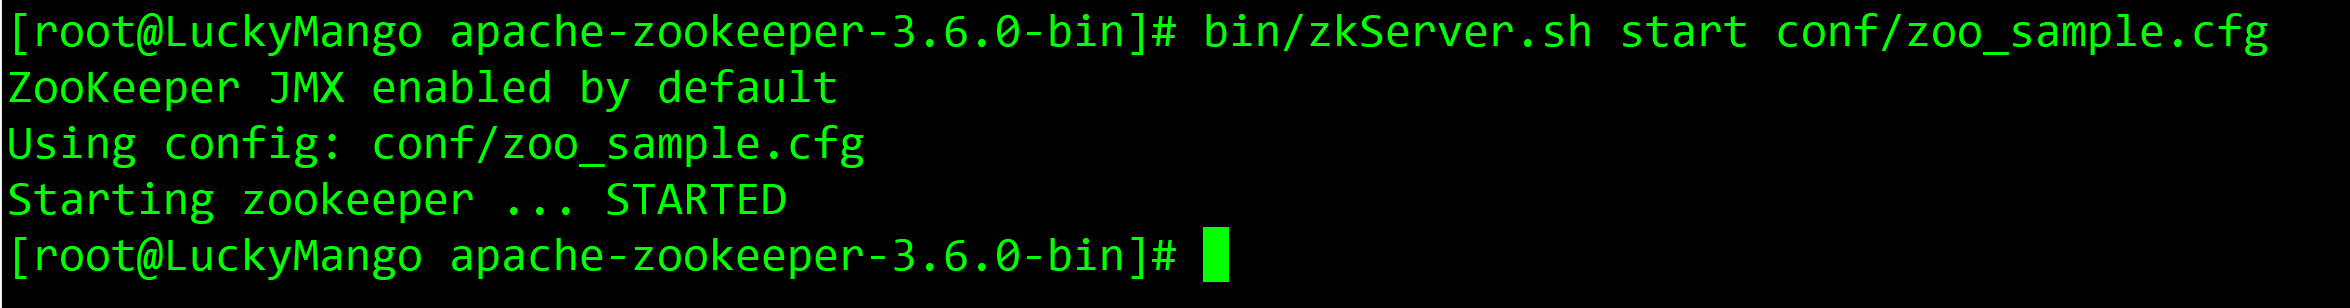 [root@LuckyMango apache-zookeeper-3.6.0-bin]# bin/zkServer.sh start conf/zoo_sample.cfg
ZooKeeper JMX enabled by default
Using config: conf/zoo_sample.cfg
Starting zookeeper ... STARTED
[root@LuckyMango apache-zookeeper-3.6.0-bin]#